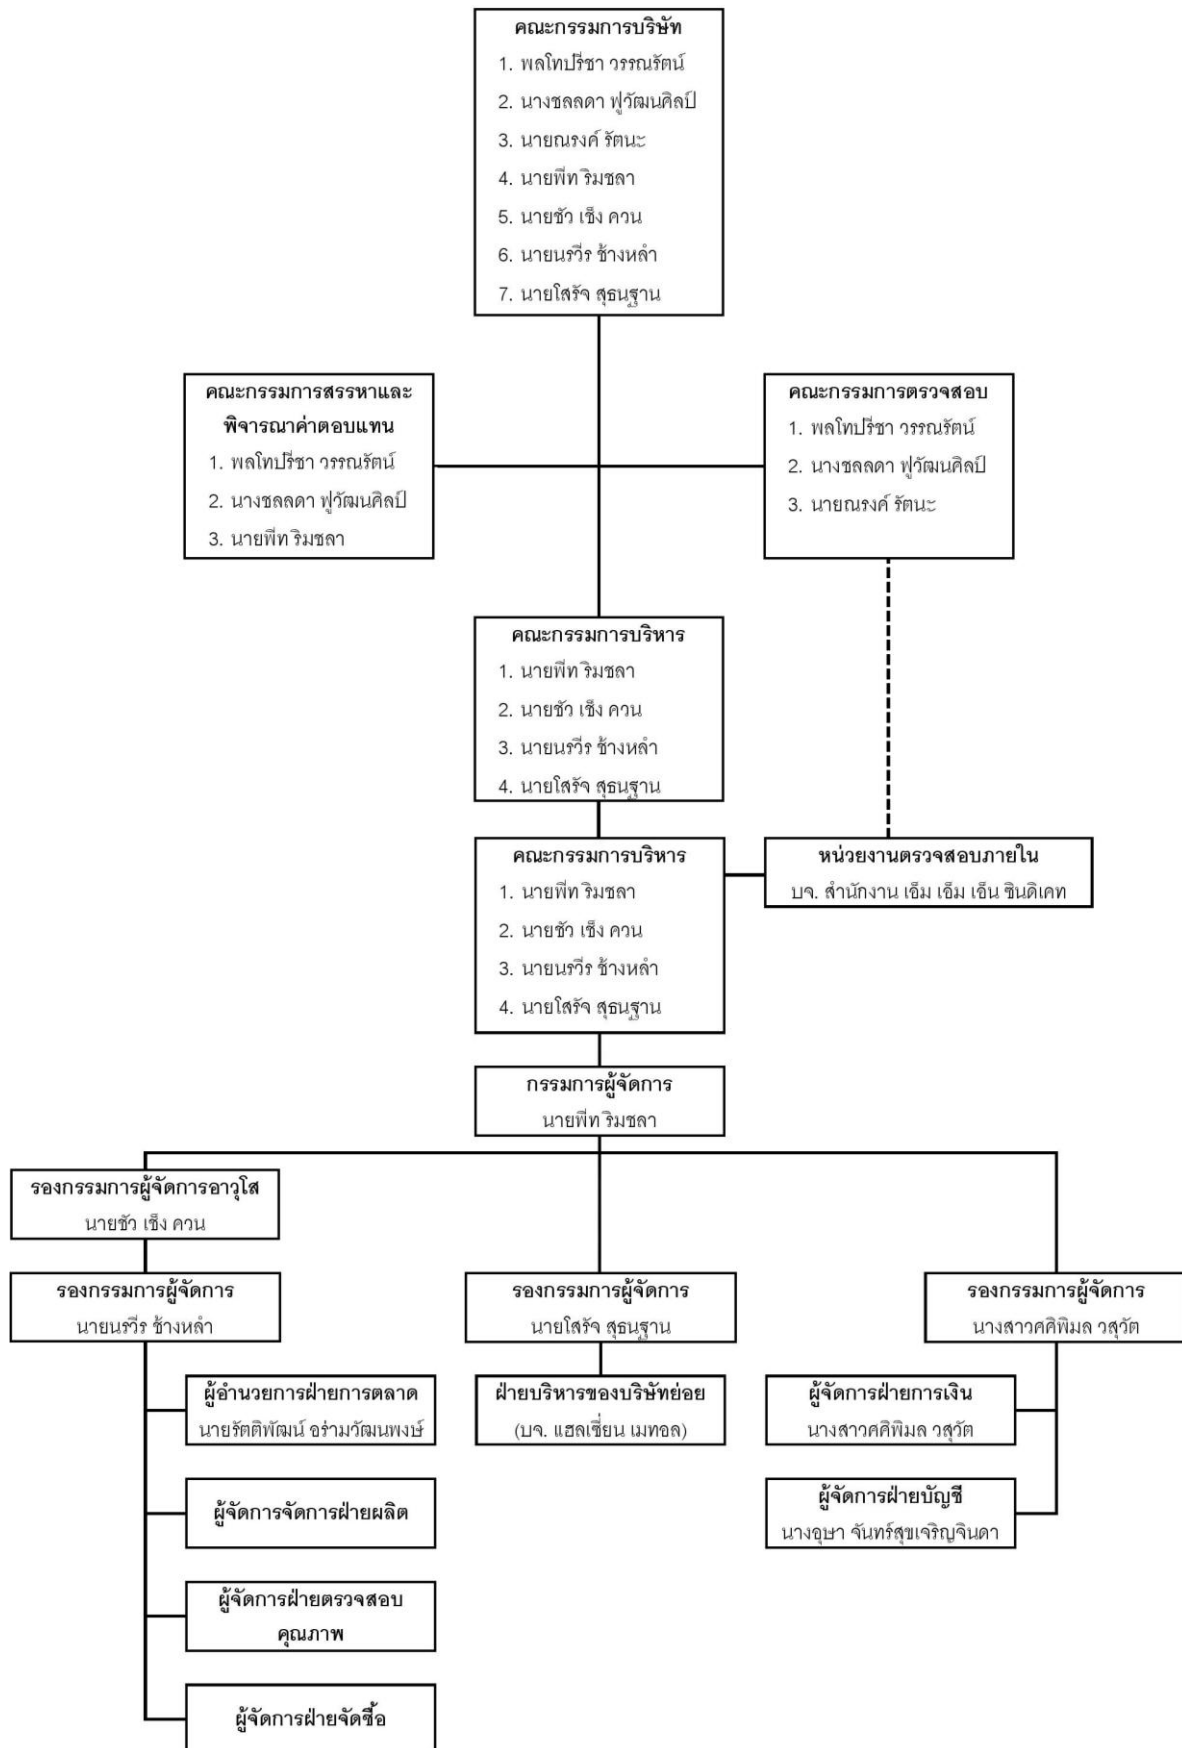 คณะกรรมการบริษัท
1. พลโทปรีชา วรรณรัตน์
2. นางชลลดา ฟูวัฒนศิลป์
3. นายณรงค์ รัตนะ
4. นายพีท ริมชลา
5. นายชัว เช็ง ควน
6. นายนรวีร ช้างหลำ
7. นายโสรัจ สุธนฐาน
คณะกรรมการสรรหาและ
พิจารณาค่าตอบแทน
1. พลโทปรีชา วรรณรัตน์
2. นางชลลดา ฟูวัฒนศิลป์
3. นายพีท ริมชลา
คณะกรรมการตรวจสอบ
1. พลโทปรีชา วรรณรัตน์
2. นางชลลดา ฟูวัฒนศิลป์
3. นายณรงค์ รัตนะ
คณะกรรมการบริหาร
1. นายพีท ริมชลา
2. นายชัว เช็ง ควน
3. นายนรวีร ช้างหลำ
4. นายโสรัจ สุธนฐาน
คณะกรรมการบริหาร
1. นายพีท ริมชลา
2. นายชัว เช็ง ควน
3. นายนรวีร ช้างหลำ
4. นายโสรัจ สุธนฐาน
หน่วยงานตรวจสอบภายใน
บจ. สำนักงาน เอ็ม เอ็ม เอ็น ซินดิเคท
กรรมการผู้จัดการ
นายพีท ริมชลา
รองกรรมการผู้จัดการอาวุโส
นายชัว เช็ง ควน
รองกรรมการผู้จัดการ
นายนรวีร ช้างหลำ
รองกรรมการผู้จัดการ
นายโสรัจ สุธนฐาน
รองกรรมการผู้จัดการ
นางสาวศศิพิมล วสุวัต
ผู้อำนวยการฝ่ายการตลาด
นายรัตติพัฒน์ อร่ามวัฒนพงษ์
ฝ่ายบริหารของบริษัทย่อย
(บจ. แฮลเซี่ยน เมทอล)
ผู้จัดการฝ่ายการเงิน
นางสาวศศิพิมล วสุวัต
ผู้จัดการจัดการฝ่ายผลิต
ผู้จัดการฝ่ายบัญชี
นางอุษา จันทร์สุขเจริญจินดา
ผู้จัดการฝ่ายตรวจสอบ
คุณภาพ
ผู้จัดการฝ่ายจัดซื้อ